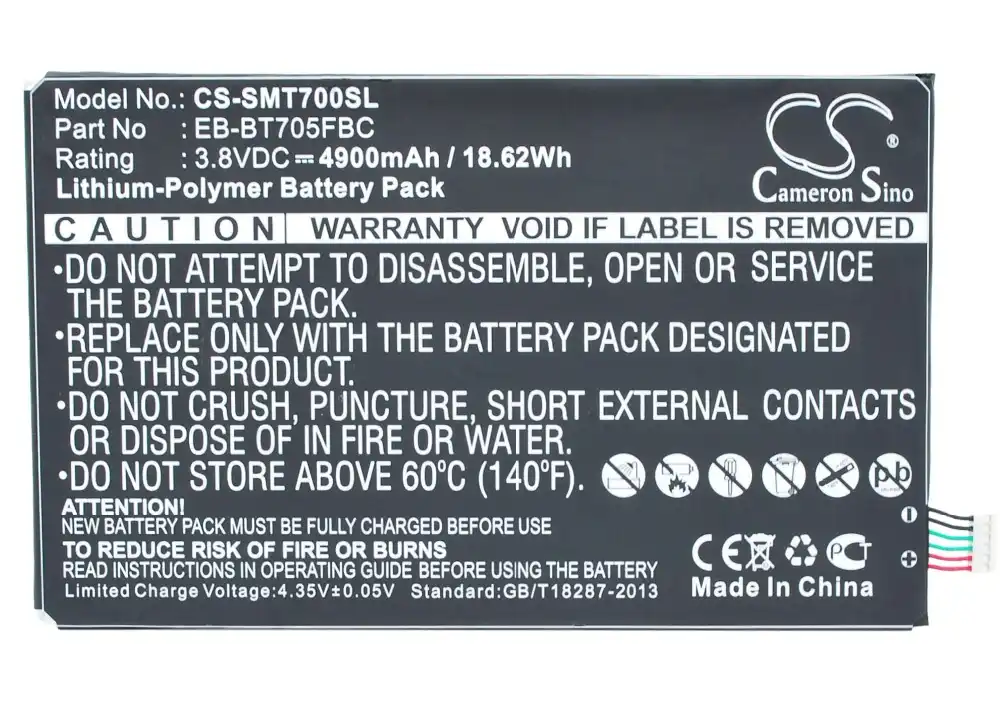 Model No.: CS-SMT700SL
Part No : EB-BT705FBC
Rating : 3.8VDC⎓4900mAh / 18.62Wh
Lithium-Polymer Battery Pack
CS ®
Cameron Sino
CAUTION WARRANTY VOID IF LABEL IS REMOVED
•DO NOT ATTEMPT TO DISASSEMBLE, OPEN OR SERVICE
THE BATTERY PACK.
•REPLACE ONLY WITH THE BATTERY PACK DESIGNATED
FOR THIS PRODUCT.
•DO NOT CRUSH, PUNCTURE, SHORT EXTERNAL CONTACTS
OR DISPOSE OF IN FIRE OR WATER.
•DO NOT STORE ABOVE 60°C (140°F).
Pb
ATTENTION!
NEW BATTERY PACK MUST BE FULLY CHARGED BEFORE USE
TO REDUCE RISK OF FIRE OR BURNS
READ INSTRUCTIONS IN OPERATING GUIDE BEFORE USING THE BATTERY
Limited Charge Voltage:4.35V±0.05V Standard:GB/T18287-2013
CE PCT
Made In China